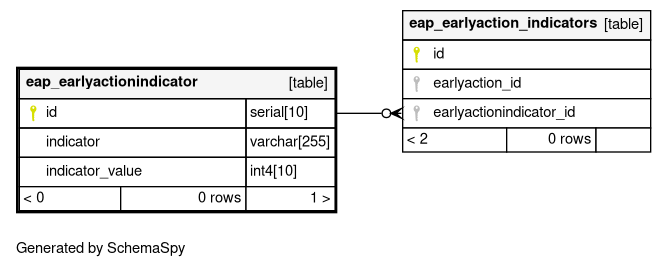 eap_earlyaction_indicators [table]
id
earlyaction_id
earlyactionindicator_id
< 2 0 rows
eap_earlyactionindicator [table]
id serial[10]
indicator varchar[255]
indicator_value int4[10]
< 0 0 rows 1 >
Generated by SchemaSpy